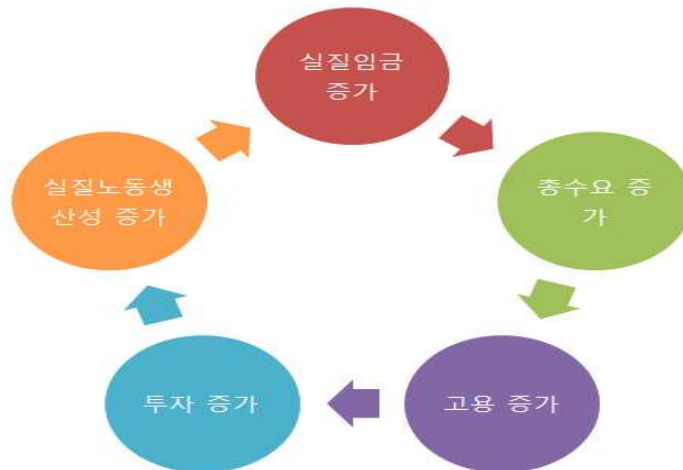 실질임금
증가
총수요 증
가
고용 증가
투자 증가
실질노동생
산성 증가